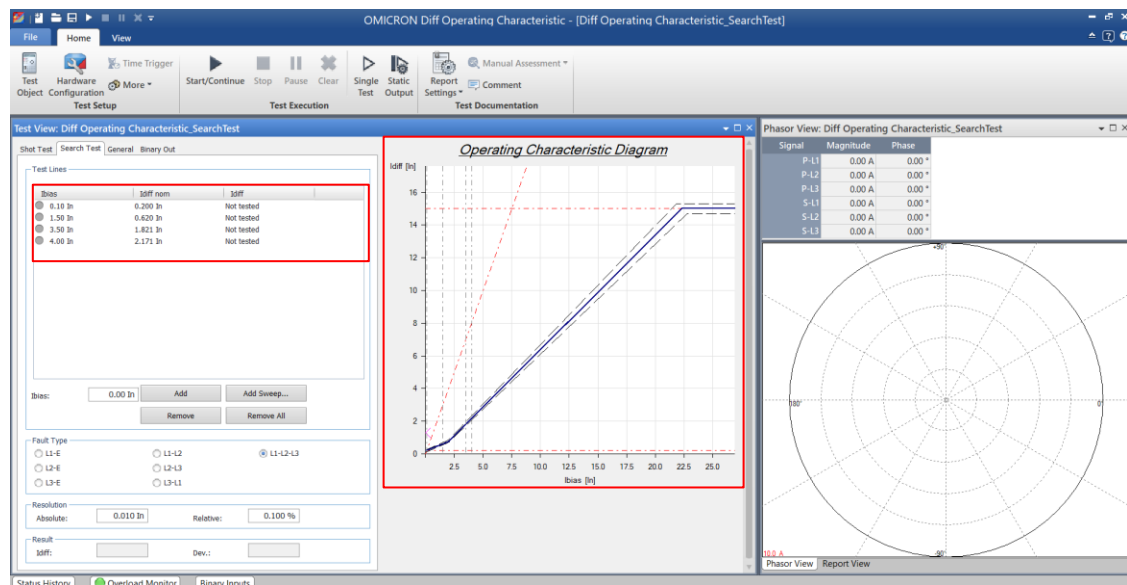 OMICRON Diff Operating Characteristic - [Diff Operating Characteristic_SearchTest]
File Home View
Test Object
Hardware Configuration
Time Trigger
More
Test Setup
Start/Continue Stop Pause Clear
Single Test
Static Output
Test Execution
Report Settings
Manual Assessment
Comment
Test Documentation
Test View: Diff Operating Characteristic_SearchTest
Shot Test Search Test General Binary Out
Test Lines
Ibias Idiff nom Idiff
0.10 In 0.200 In Not tested
1.50 In 0.620 In Not tested
3.50 In 1.821 In Not tested
4.00 In 2.171 In Not tested
Ibias: 0.00 In Add Add Sweep...
Remove Remove All
Fault Type
L1-E L1-L2 L1-L2-L3
L2-E L2-L3
L3-E L3-L1
Resolution
Absolute: 0.010 In Relative: 0.100 %
Result
Idiff: Dev.:
Operating Characteristic Diagram
Idiff [In]
16
14
12
10
8
6
4
2
0
2.5 5.0 7.5 10.0 12.5 15.0 17.5 20.0 22.5 25.0
Ibias [In]
Phasor View: Diff Operating Characteristic_SearchTest
Signal Magnitude Phase
P-L1 0.00 A 0.00 °
P-L2 0.00 A 0.00 °
P-L3 0.00 A 0.00 °
S-L1 0.00 A 0.00 °
S-L2 0.00 A 0.00 °
S-L3 0.00 A 0.00 °
+90°
180° 0°
-90°
10.0 A
Phasor View Report View
Status History Overload Monitor Binary Inputs